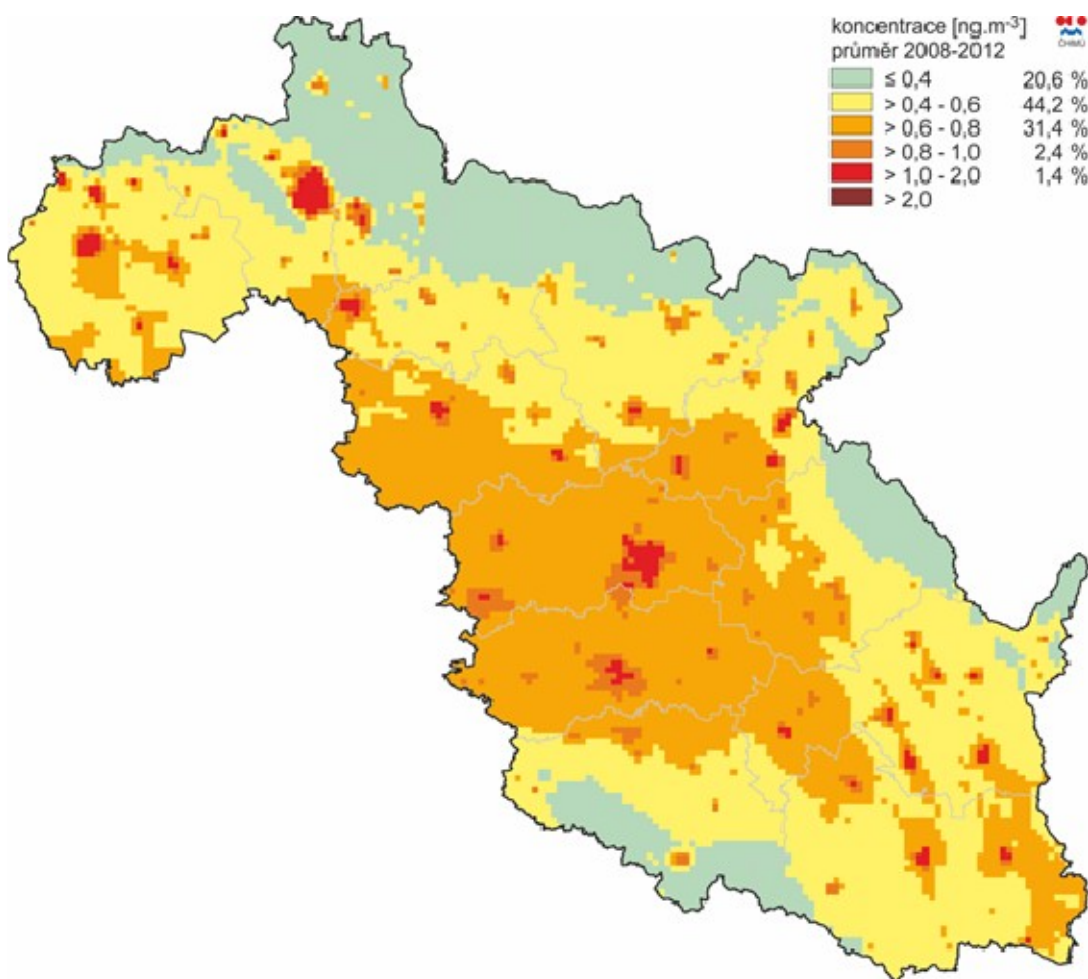 koncentrace [ng.m-3]
průměr 2008-2012
≤ 0,4 20,6 %
> 0,4 - 0,6 44,2 %
> 0,6 - 0,8 31,4 %
> 0,8 - 1,0 2,4 %
> 1,0 - 2,0 1,4 %
> 2,0
ČHMÚ